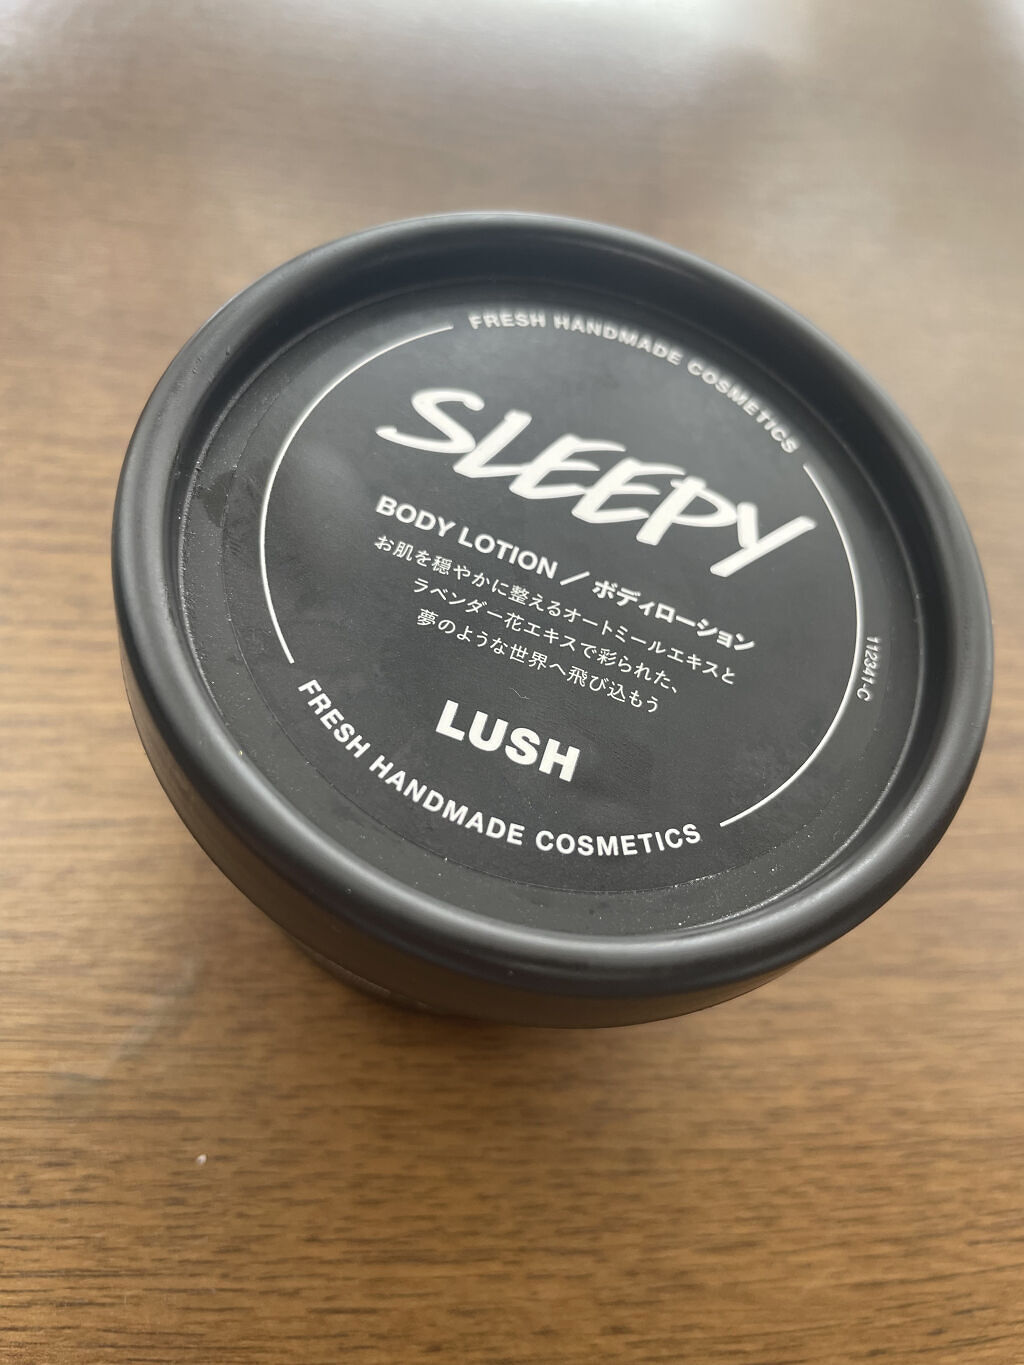 FRESH HANDMADE COSMETICS
SLEEPY
BODY LOTION／ボディローション
お肌を穏やかに整えるオートミールエキスと
ラベンダー花エキスで彩られた、
夢のような世界へ飛び込もう
112341-C
LUSH
FRESH HANDMADE COSMETICS